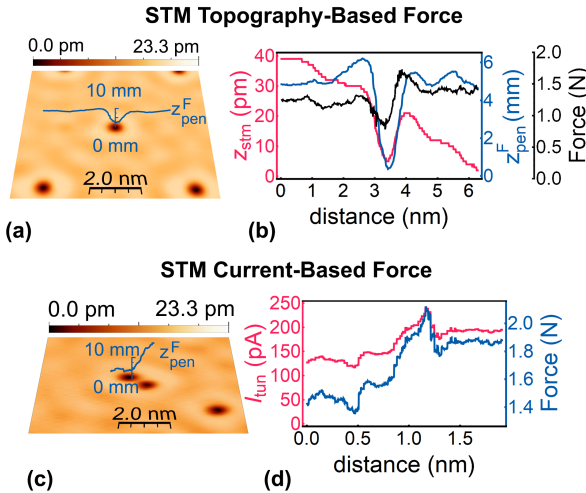 STM Topography-Based Force
0.0 pm 23.3 pm
10 mm
z^F_pen
0 mm
2.0 nm
(a)
40
30
20
10
0
z_stm (pm)
0 1 2 3 4 5 6
distance (nm)
6
4
2
0
z^F_pen (mm)
2.0
1.5
1.0
0.5
0.0
Force (N)
(b)
STM Current-Based Force
0.0 pm 23.3 pm
10 mm
z^F_pen
0 mm
2.0 nm
(c)
250
200
150
100
50
0
I_tun (pA)
0.0 0.5 1.0 1.5
distance (nm)
2.0
1.8
1.6
1.4
Force (N)
(d)